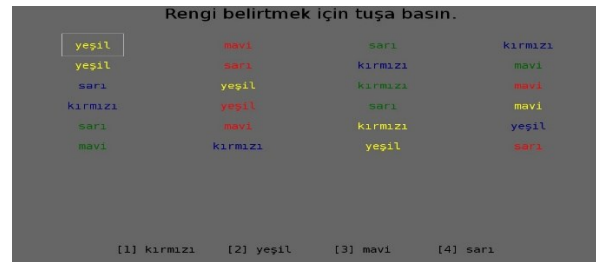 Rengi belirtmek için tuşa basın.
yeşil mavi sarı kırmızı
yeşil sarı kırmızı mavi
sarı yeşil kırmızı mavi
kırmızı yeşil sarı mavi
sarı mavi kırmızı yeşil
mavi kırmızı yeşil sarı
[1] kırmızı [2] yeşil [3] mavi [4] sarı